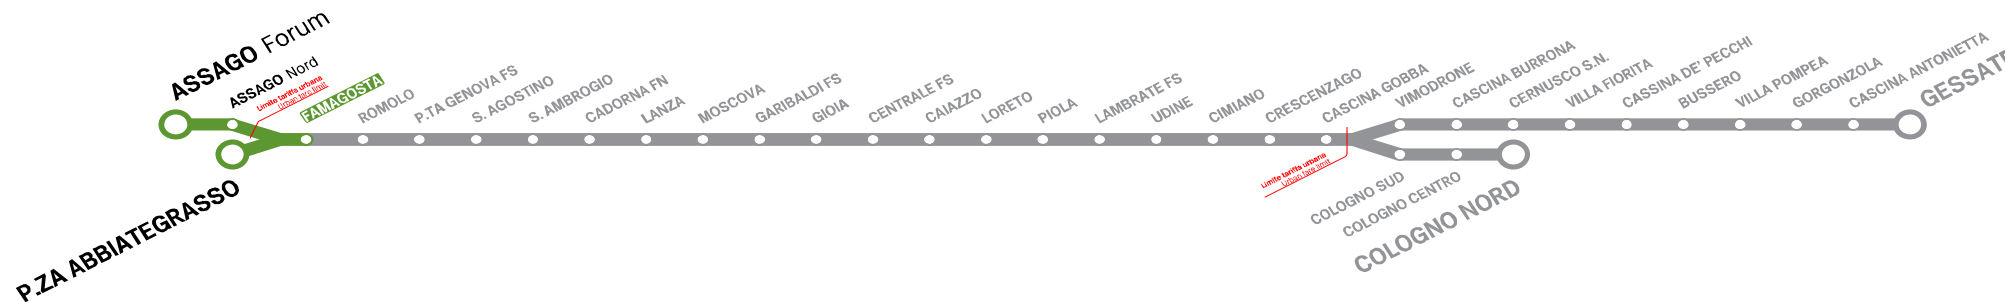 ASSAGO Forum
ASSAGO Nord
Limite tariffa urbana
Urban fare limit
P.ZA ABBIATEGRASSO
FAMAGOSTA
ROMOLO
P.TA GENOVA FS
S. AGOSTINO
S. AMBROGIO
CADORNA FN
LANZA
MOSCOVA
GARIBALDI FS
GIOIA
CENTRALE FS
CAIAZZO
LORETO
PIOLA
LAMBRATE FS
UDINE
CIMIANO
CRESCENZAGO
CASCINA GOBBA
Limite tariffa urbana
Urban fare limit
VIMODRONE
CASCINA BURRONA
CERNUSCO S.N.
VILLA FIORITA
CASSINA DE' PECCHI
BUSSERO
VILLA POMPEA
GORGONZOLA
CASCINA ANTONIETTA
GESSATE
COLOGNO SUD
COLOGNO CENTRO
COLOGNO NORD